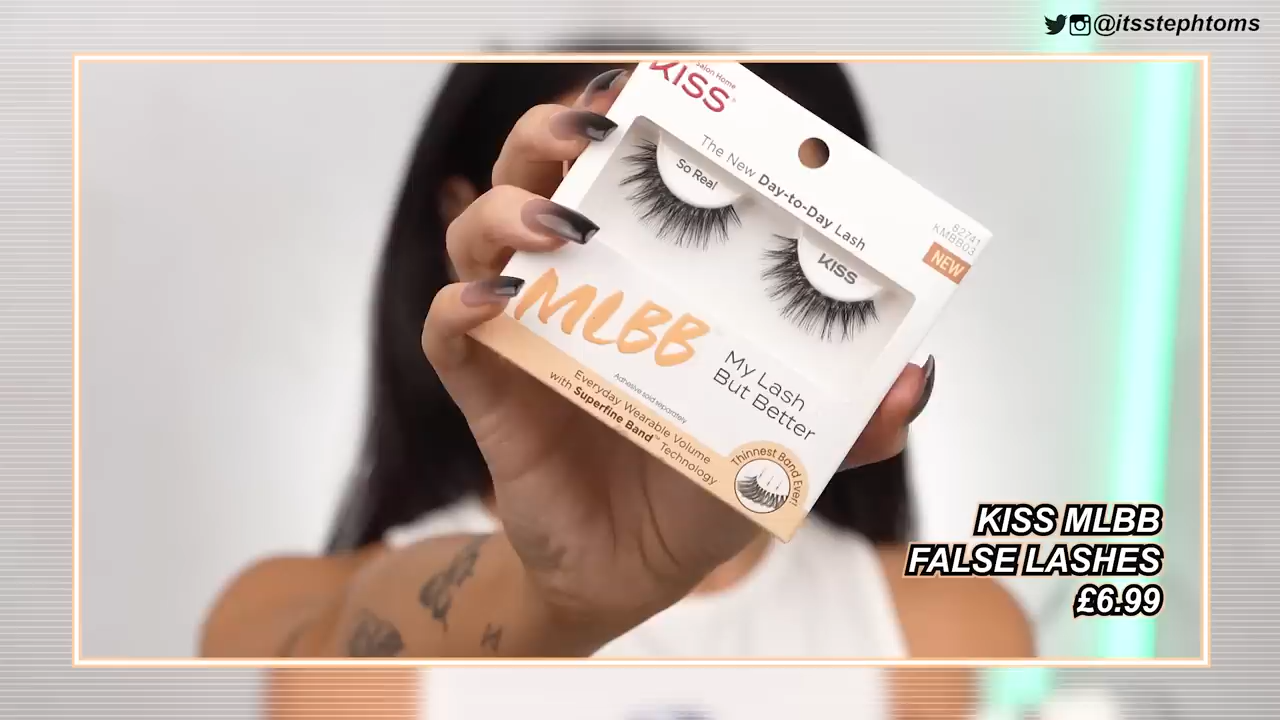 @itsstephtoms
Salon Home
KISS
The New Day-to-Day Lash
So Real
KISS
62741
KMBB03
NEW
MLBB
My Lash
But Better
Adhesive sold separately
Everyday Wearable Volume
with Superfine Band™ Technology
Thinnest Band Ever!
KISS MLBB
FALSE LASHES
£6.99